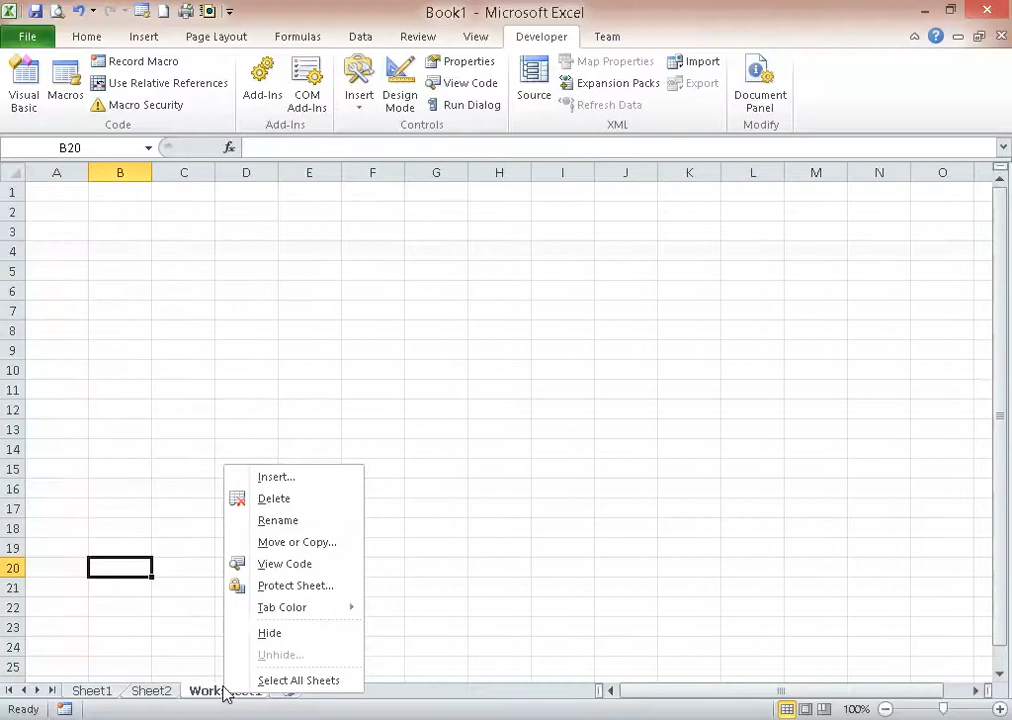 Book1 - Microsoft Excel
File Home Insert Page Layout Formulas Data Review View Developer Team
Visual Basic
Macros
Record Macro
Use Relative References
Macro Security
Code
Add-Ins
COM Add-Ins
Add-Ins
Insert
Design Mode
Properties
View Code
Run Dialog
Controls
Source
Map Properties
Expansion Packs
Refresh Data
Import
Export
XML
Document Panel
Modify
B20 fx
A B C D E F G H I J K L M N O
1
2
3
4
5
6
7
8
9
10
11
12
13
14
15
16
17
18
19
20
21
22
23
24
25
Insert...
Delete
Rename
Move or Copy...
View Code
Protect Sheet...
Tab Color
Hide
Unhide...
Select All Sheets
Sheet1 Sheet2
Ready 100%